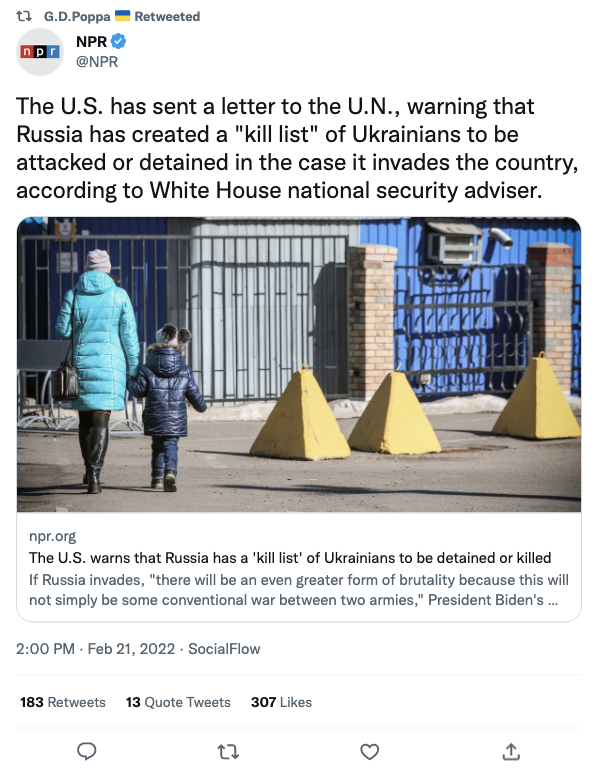 G.D.Poppa 🇺🇦 Retweeted
npr
NPR
@NPR
The U.S. has sent a letter to the U.N., warning that
Russia has created a "kill list" of Ukrainians to be
attacked or detained in the case it invades the country,
according to White House national security adviser.
npr.org
The U.S. warns that Russia has a 'kill list' of Ukrainians to be detained or killed
If Russia invades, "there will be an even greater form of brutality because this will
not simply be some conventional war between two armies," President Biden's ...
2:00 PM · Feb 21, 2022 · SocialFlow
183 Retweets 13 Quote Tweets 307 Likes